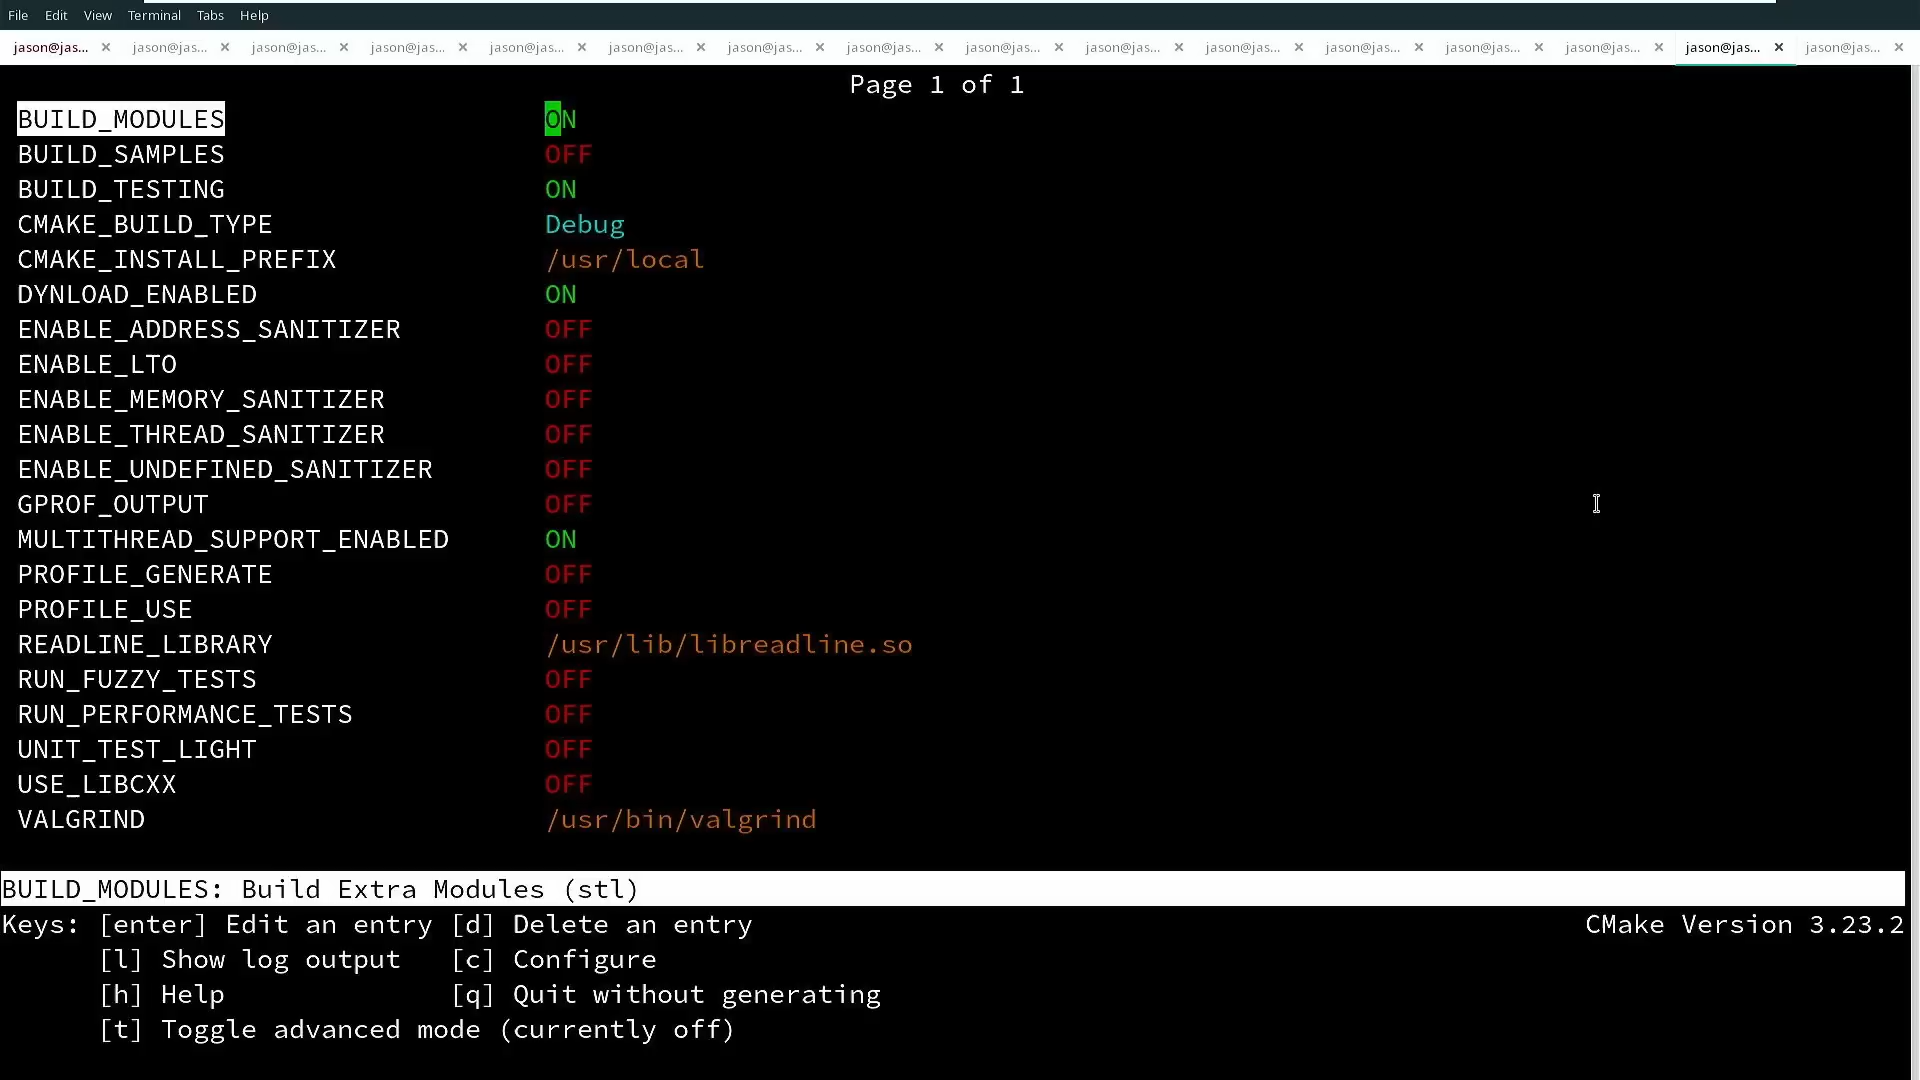 File Edit View Terminal Tabs Help
jason@jas... × jason@jas... × jason@jas... × jason@jas... × jason@jas... × jason@jas... × jason@jas... × jason@jas... × jason@jas... × jason@jas... × jason@jas... × jason@jas... × jason@jas... × jason@jas... × jason@jas... × jason@jas... ×
Page 1 of 1
BUILD_MODULES ON
BUILD_SAMPLES OFF
BUILD_TESTING ON
CMAKE_BUILD_TYPE Debug
CMAKE_INSTALL_PREFIX /usr/local
DYNLOAD_ENABLED ON
ENABLE_ADDRESS_SANITIZER OFF
ENABLE_LTO OFF
ENABLE_MEMORY_SANITIZER OFF
ENABLE_THREAD_SANITIZER OFF
ENABLE_UNDEFINED_SANITIZER OFF
GPROF_OUTPUT OFF
MULTITHREAD_SUPPORT_ENABLED ON
PROFILE_GENERATE OFF
PROFILE_USE OFF
READLINE_LIBRARY /usr/lib/libreadline.so
RUN_FUZZY_TESTS OFF
RUN_PERFORMANCE_TESTS OFF
UNIT_TEST_LIGHT OFF
USE_LIBCXX OFF
VALGRIND /usr/bin/valgrind
BUILD_MODULES: Build Extra Modules (stl)
Keys: [enter] Edit an entry [d] Delete an entry CMake Version 3.23.2
[l] Show log output [c] Configure
[h] Help [q] Quit without generating
[t] Toggle advanced mode (currently off)